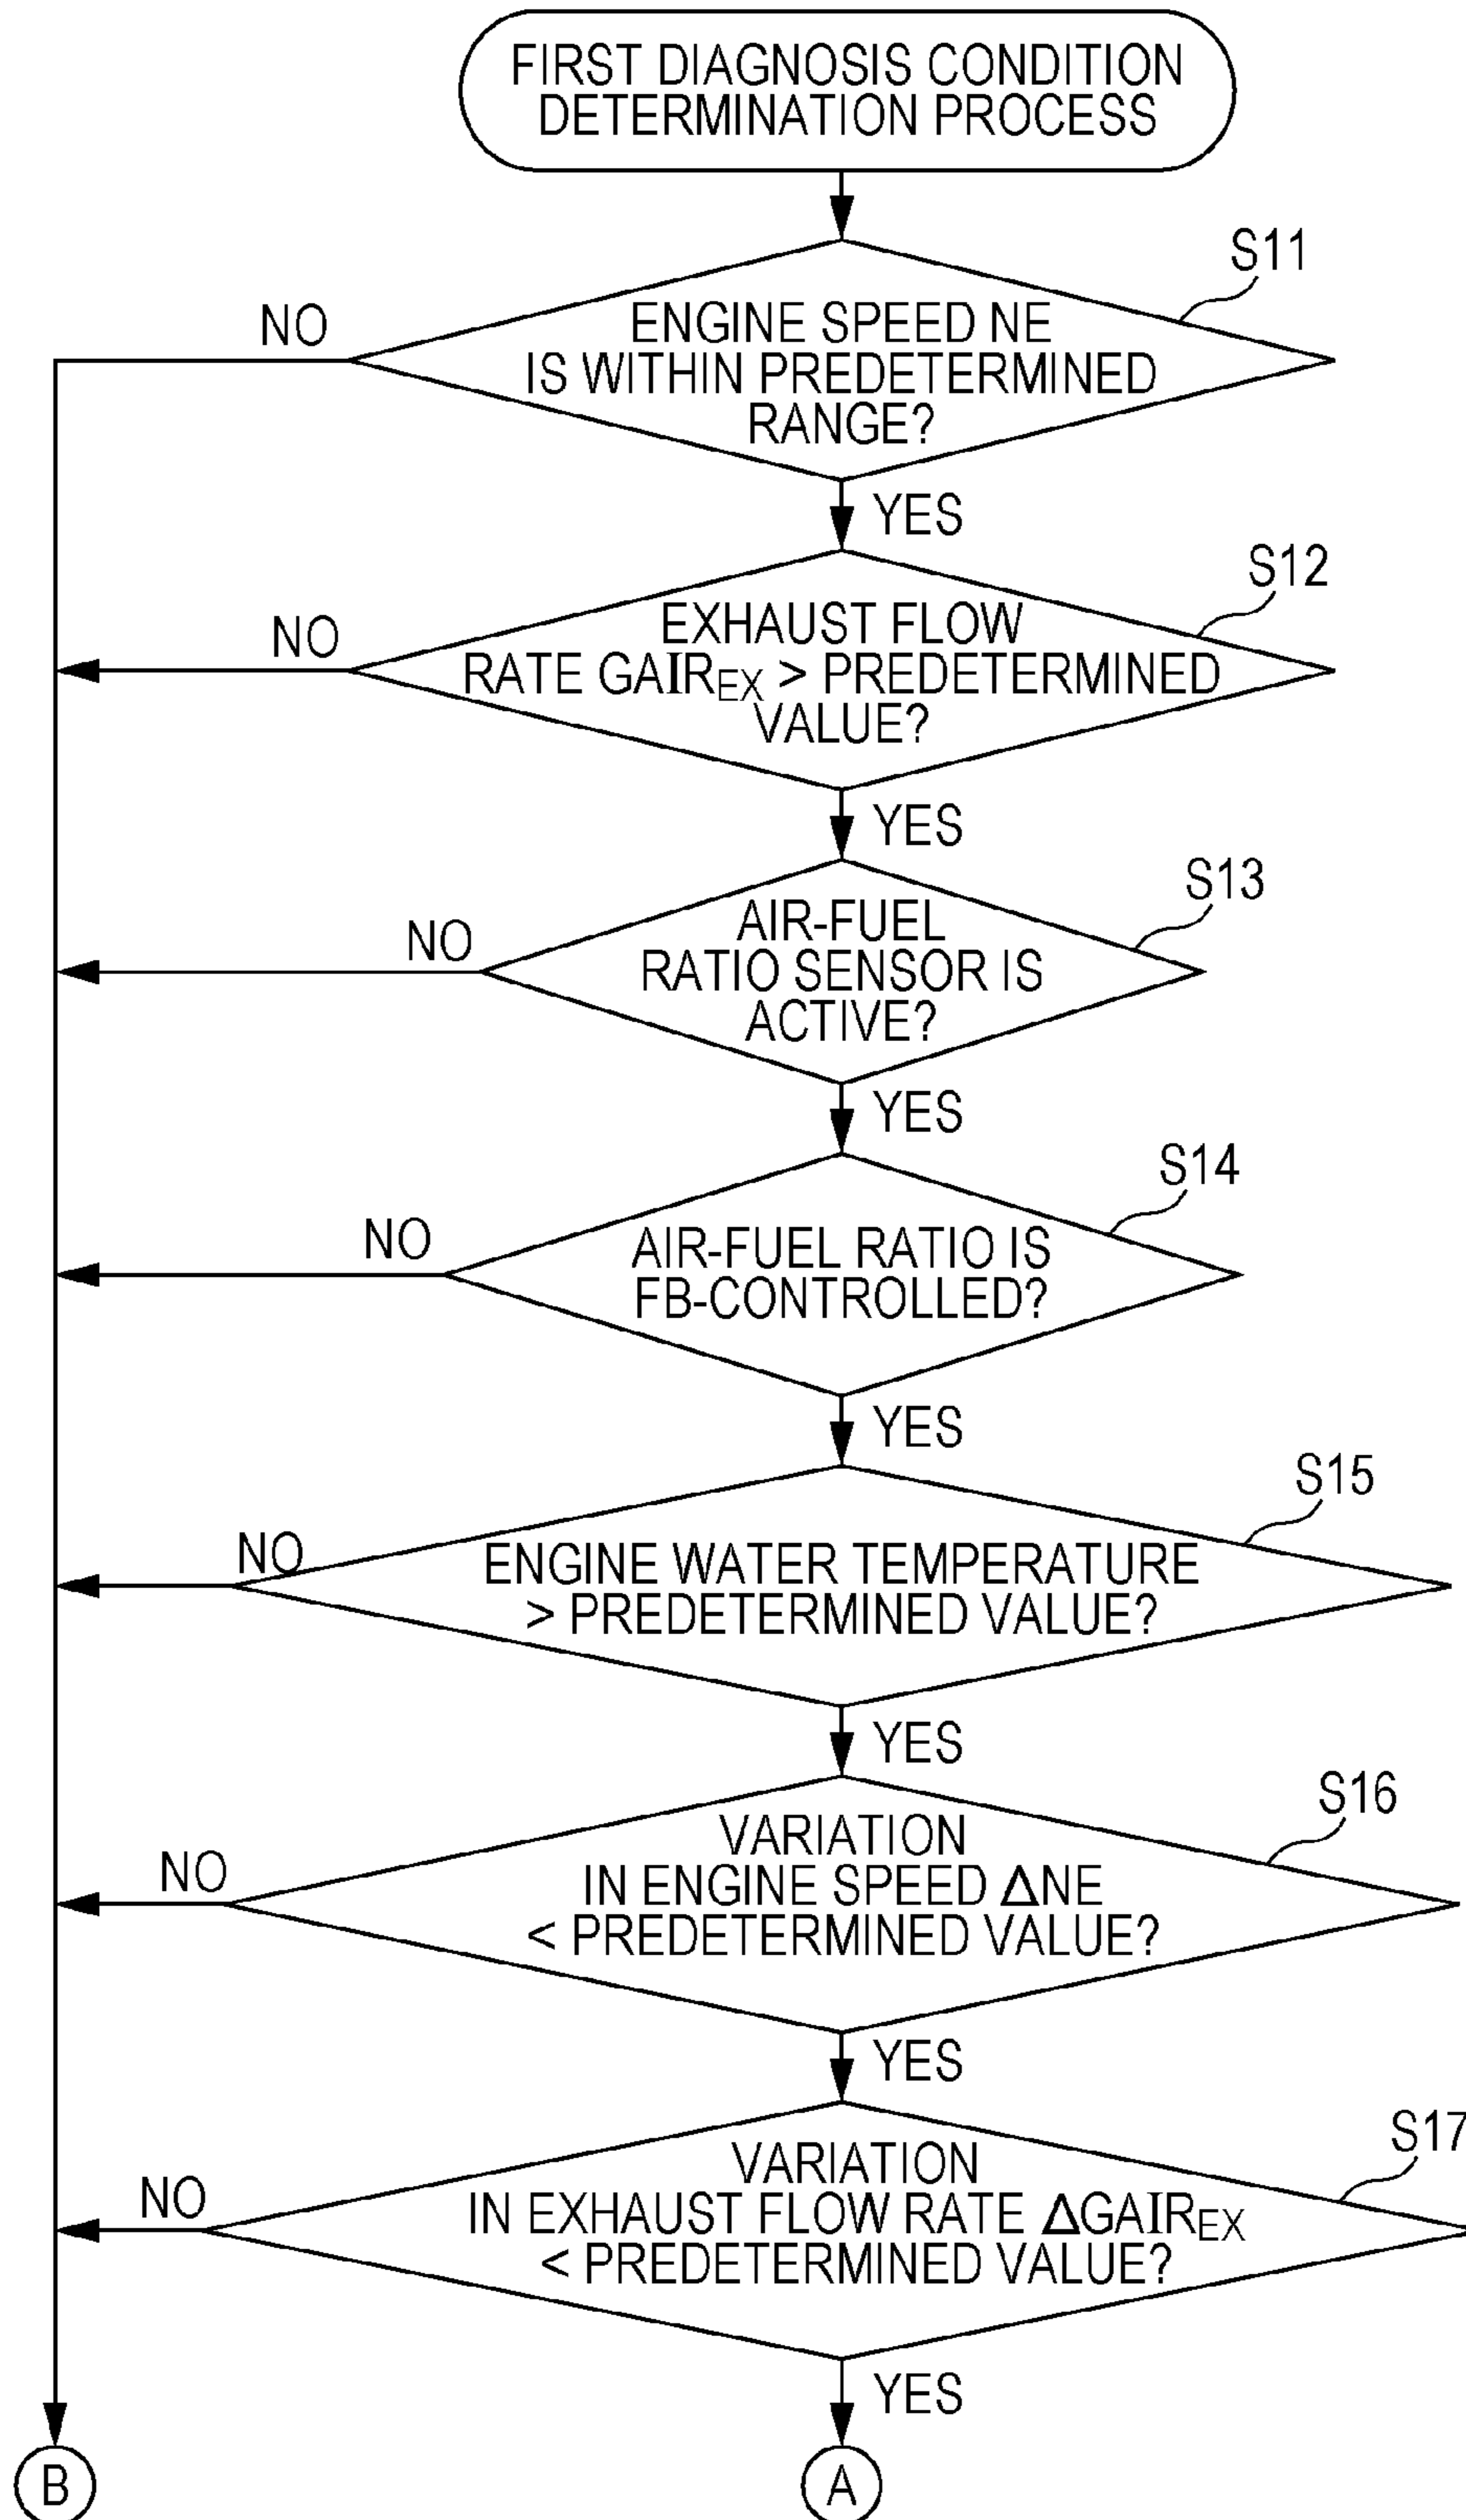 FIRST DIAGNOSIS CONDITION
DETERMINATION PROCESS
S11
NO
ENGINE SPEED NE
IS WITHIN PREDETERMINED
RANGE?
YES
S12
NO
EXHAUST FLOW
RATE GAIREX > PREDETERMINED
VALUE?
YES
S13
NO
AIR-FUEL
RATIO SENSOR IS
ACTIVE?
YES
S14
NO
AIR-FUEL RATIO IS
FB-CONTROLLED?
YES
S15
NO
ENGINE WATER TEMPERATURE
> PREDETERMINED VALUE?
YES
S16
NO
VARIATION
IN ENGINE SPEED ΔNE
< PREDETERMINED VALUE?
YES
S17
NO
VARIATION
IN EXHAUST FLOW RATE ΔGAIREX
< PREDETERMINED VALUE?
YES
B
A